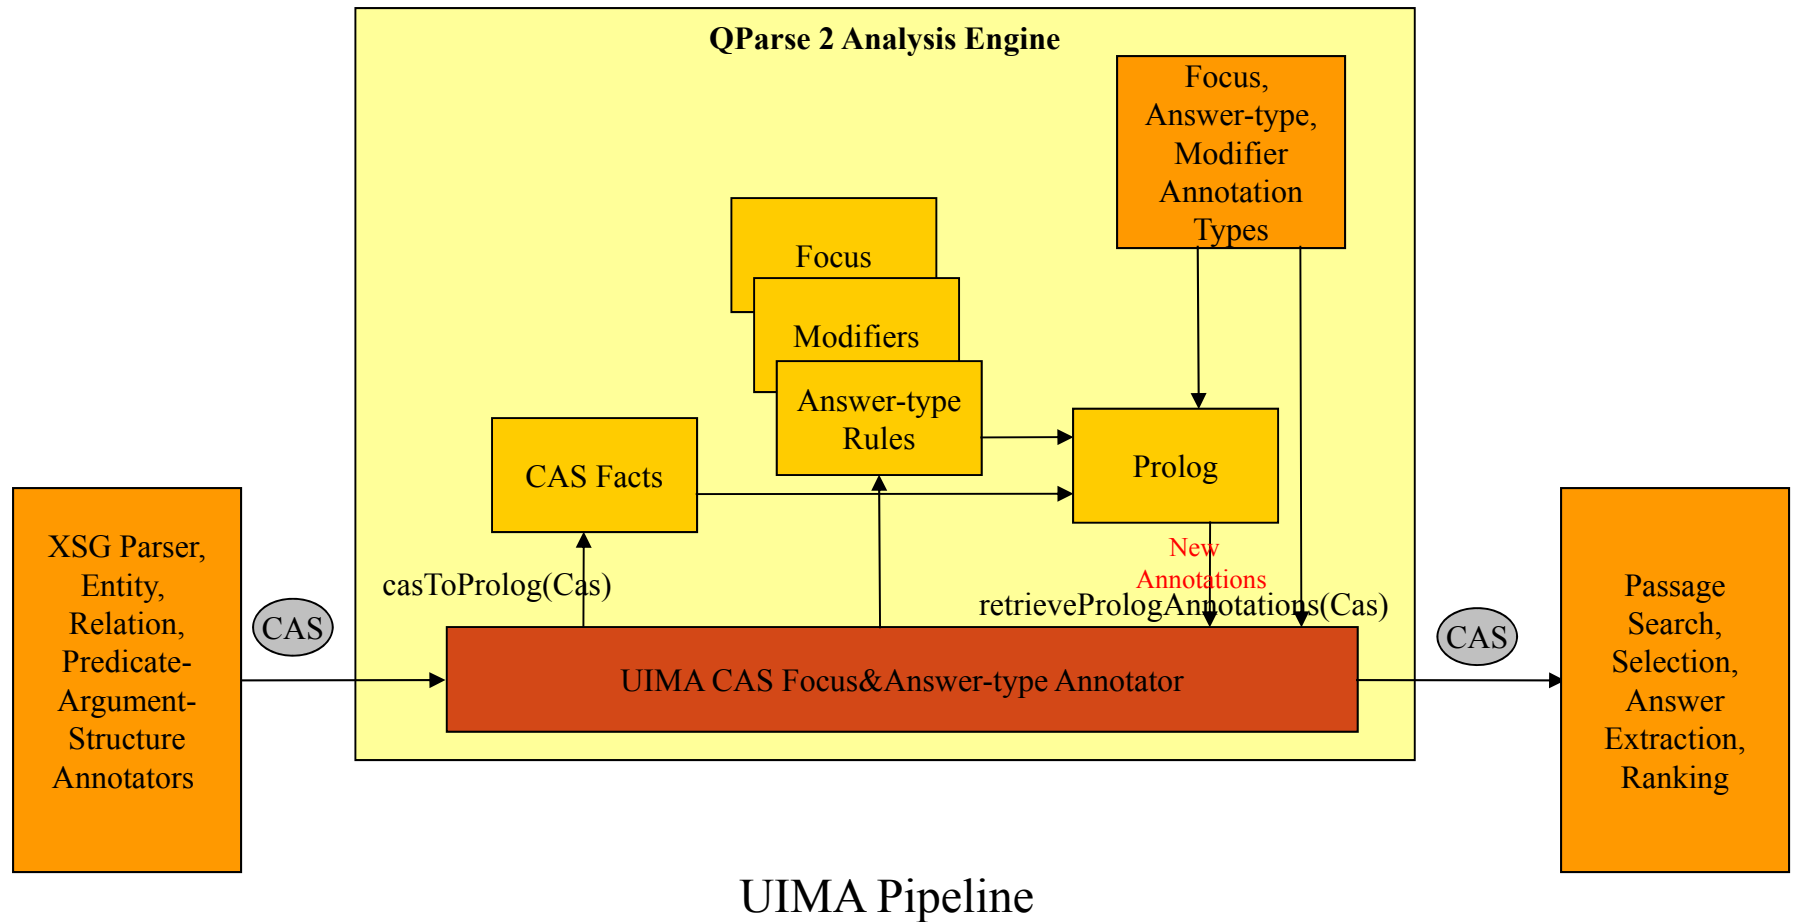 QParse 2 Analysis Engine
Focus,
Answer-type,
Modifier
Annotation
Types
Focus
Modifiers
Answer-type
Rules
CAS Facts
Prolog
XSG Parser,
Entity,
Relation,
Predicate-
Argument-
Structure
Annotators
CAS
casToProlog(Cas)
New
Annotations
retrievePrologAnnotations(Cas)
UIMA CAS Focus&Answer-type Annotator
CAS
Passage
Search,
Selection,
Answer
Extraction,
Ranking
UIMA Pipeline